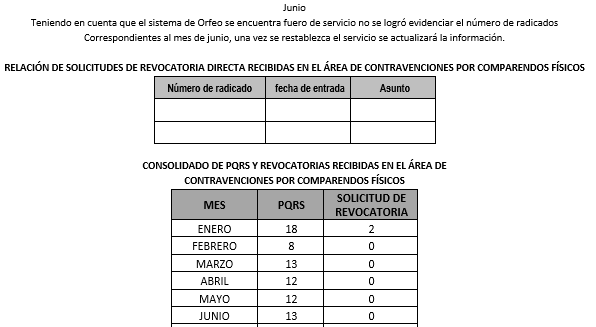 Junio
Teniendo en cuenta que el sistema de Orfeo se encuentra fuero de servicio no se logró evidenciar el número de radicados
Correspondientes al mes de junio, una vez se restablezca el servicio se actualizará la información.
RELACIÓN DE SOLICITUDES DE REVOCATORIA DIRECTA RECIBIDAS EN EL ÁREA DE CONTRAVENCIONES POR COMPARENDOS FÍSICOS
Número de radicado fecha de entrada Asunto
CONSOLIDADO DE PQRS Y REVOCATORIAS RECIBIDAS EN EL ÁREA DE
CONTRAVENCIONES POR COMPARENDOS FÍSICOS
MES PQRS SOLICITUD DE
REVOCATORIA
ENERO 18 2
FEBRERO 8 0
MARZO 13 0
ABRIL 12 0
MAYO 12 0
JUNIO 13 0